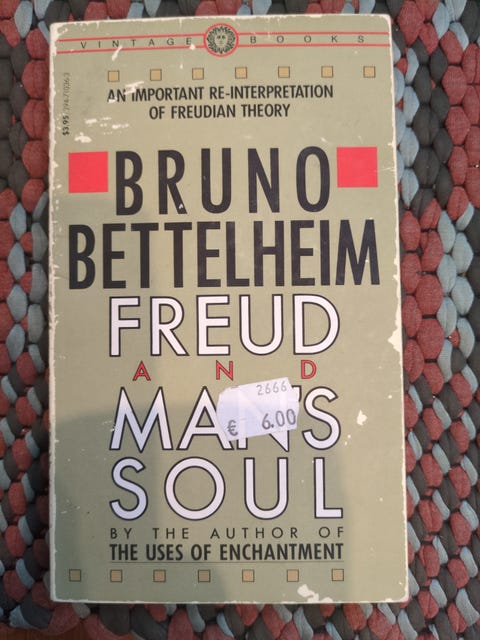 VINTAGE BOOKS
AN IMPORTANT RE-INTERPRETATION
OF FREUDIAN THEORY
$3.95
BRUNO
BETTELHEIM
FREUD
AND
MAN'S
2666
€ 6.00
SOUL
BY THE AUTHOR OF
THE USES OF ENCHANTMENT